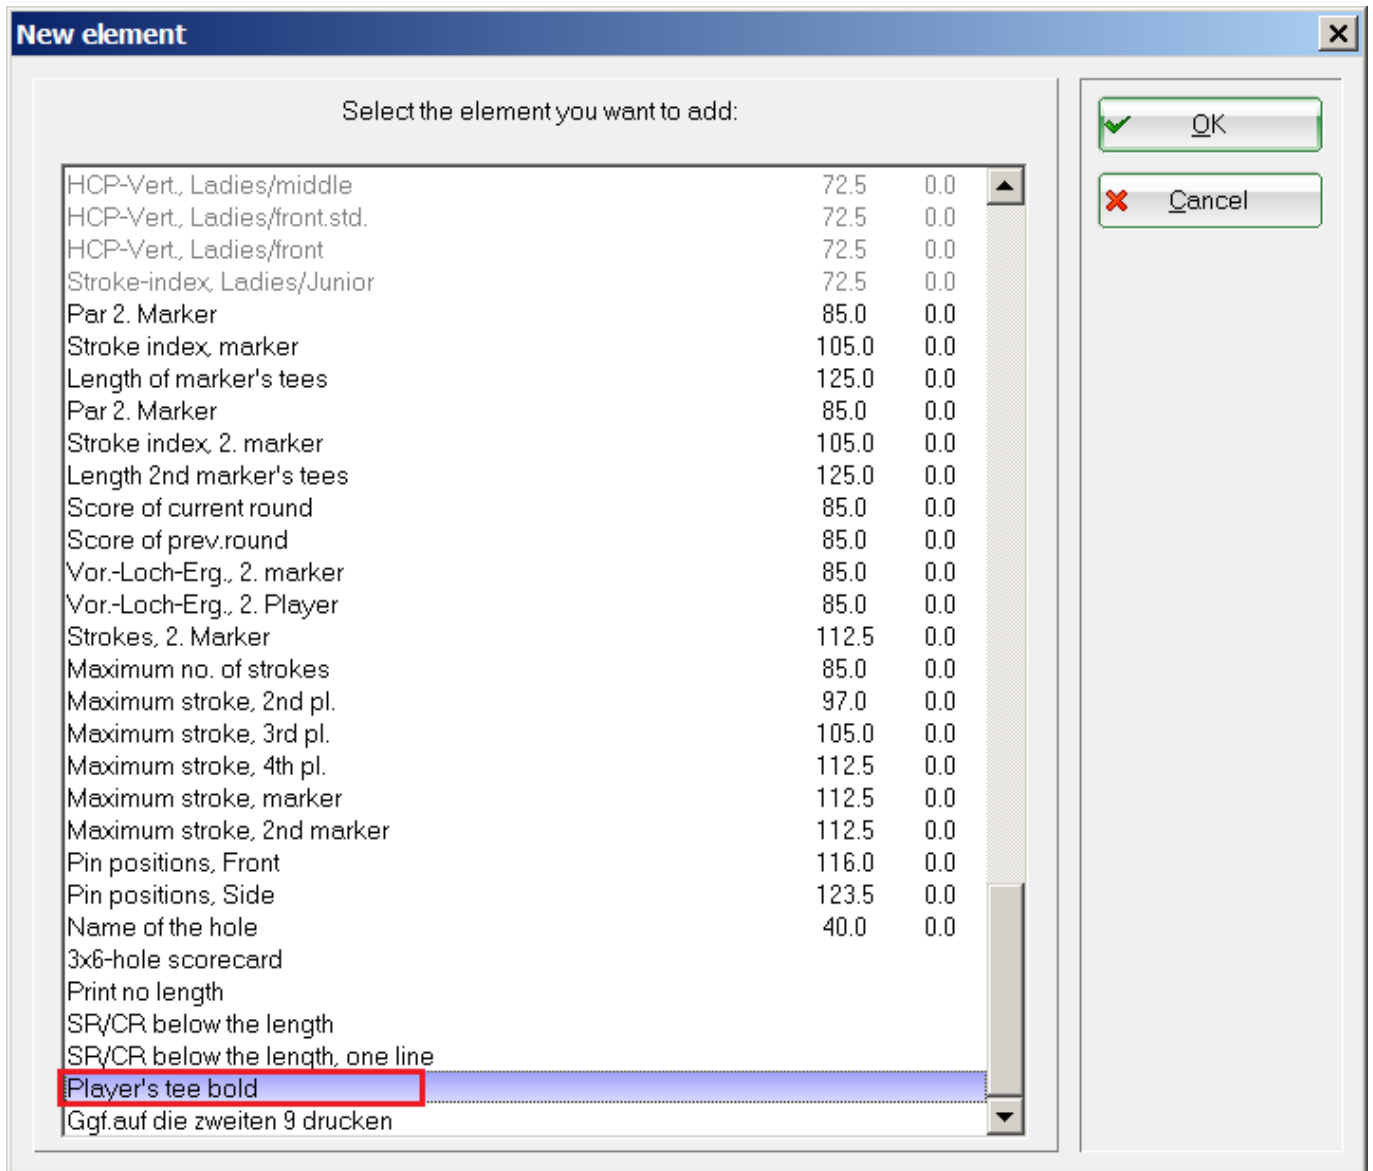 New element
Select the element you want to add:
OK
Cancel
HCP-Vert., Ladies/middle 72.5 0.0
HCP-Vert., Ladies/front.std. 72.5 0.0
HCP-Vert., Ladies/front 72.5 0.0
Stroke-index, Ladies/Junior 72.5 0.0
Par 2. Marker 85.0 0.0
Stroke index, marker 105.0 0.0
Length of marker's tees 125.0 0.0
Par 2. Marker 85.0 0.0
Stroke index, 2. marker 105.0 0.0
Length 2nd marker's tees 125.0 0.0
Score of current round 85.0 0.0
Score of prev.round 85.0 0.0
Vor.-Loch-Erg., 2. marker 85.0 0.0
Vor.-Loch-Erg., 2. Player 85.0 0.0
Strokes, 2. Marker 112.5 0.0
Maximum no. of strokes 85.0 0.0
Maximum stroke, 2nd pl. 97.0 0.0
Maximum stroke, 3rd pl. 105.0 0.0
Maximum stroke, 4th pl. 112.5 0.0
Maximum stroke, marker 112.5 0.0
Maximum stroke, 2nd marker 112.5 0.0
Pin positions, Front 116.0 0.0
Pin positions, Side 123.5 0.0
Name of the hole 40.0 0.0
3x6-hole scorecard
Print no length
SR/CR below the length
SR/CR below the length, one line
Player's tee bold
Ggf.auf die zweiten 9 drucken